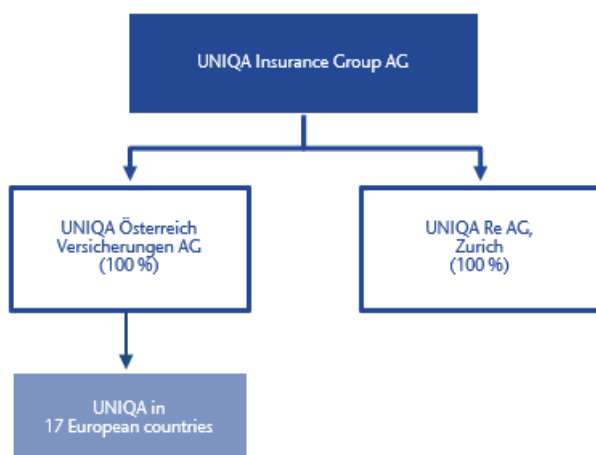 UNIQA Insurance Group AG
UNIQA Österreich
Versicherungen AG
(100 %)
UNIQA Re AG,
Zurich
(100 %)
UNIQA in
17 European countries